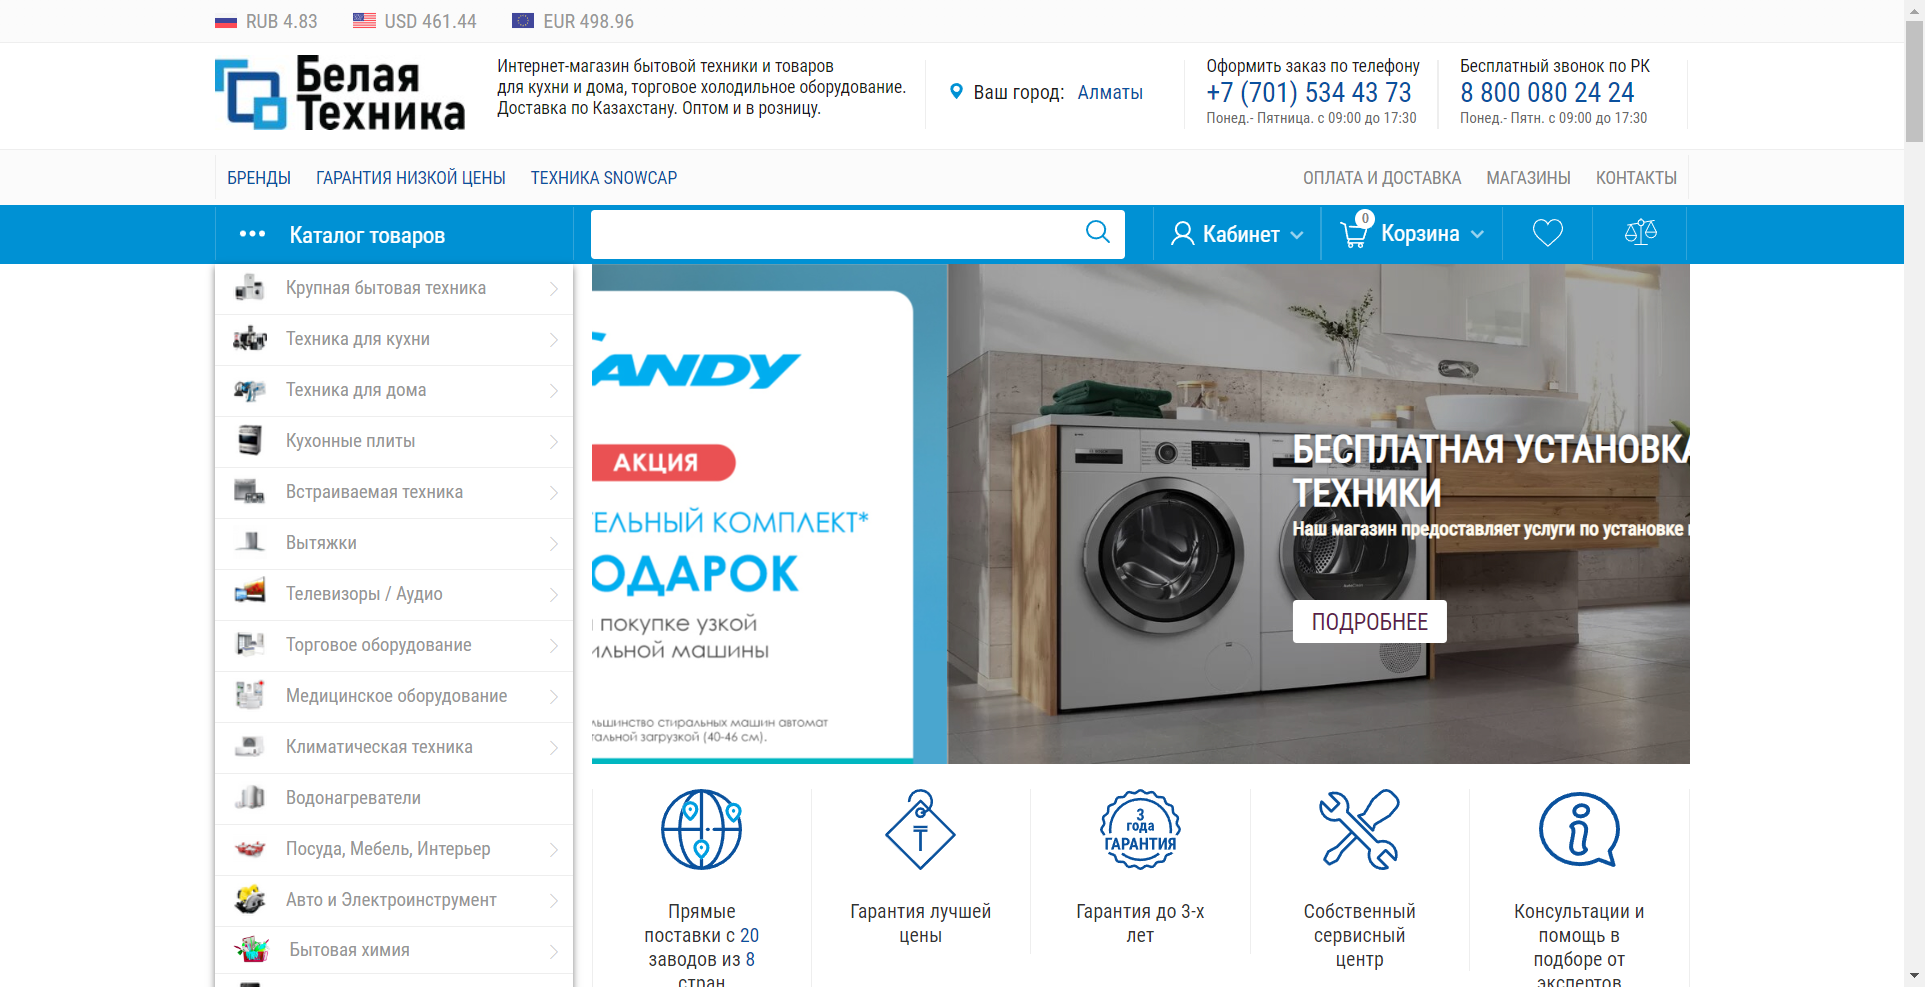 RUB 4.83
USD 461.44
EUR 498.96
Белая
Техника
Интернет-магазин бытовой техники и товаров
для кухни и дома, торговое холодильное оборудование.
Доставка по Казахстану. Оптом и в розницу.
Ваш город: Алматы
Оформить заказ по телефону
+7 (701) 534 43 73
Понед.- Пятница. с 09:00 до 17:30
Бесплатный звонок по РК
8 800 080 24 24
Понед.- Пятн. с 09:00 до 17:30
БРЕНДЫ
ГАРАНТИЯ НИЗКОЙ ЦЕНЫ
ТЕХНИКА SNOWCAP
ОПЛАТА И ДОСТАВКА
МАГАЗИНЫ
КОНТАКТЫ
Каталог товаров
Кабинет
0
Корзина
Крупная бытовая техника
Техника для кухни
Техника для дома
Кухонные плиты
Встраиваемая техника
Вытяжки
Телевизоры / Аудио
Торговое оборудование
Медицинское оборудование
Климатическая техника
Водонагреватели
Посуда, Мебель, Интерьер
Авто и Электроинструмент
Бытовая химия
CANDY
АКЦИЯ
ТЕЛЬНЫЙ КОМПЛЕКТ*
ОДАРОК
покупке узкой
ильной машины
льшинство стиральных машин автомат
тальной загрузкой (40-46 см).
БЕСПЛАТНАЯ УСТАНОВКА
ТЕХНИКИ
Наш магазин предоставляет услуги по установке
ПОДРОБНЕЕ
3
года
ГАРАНТИЯ
Прямые
поставки с 20
заводов из 8
стран
Гарантия лучшей
цены
Гарантия до 3-х
лет
Собственный
сервисный
центр
Консультации и
помощь в
подборе от
экспертов